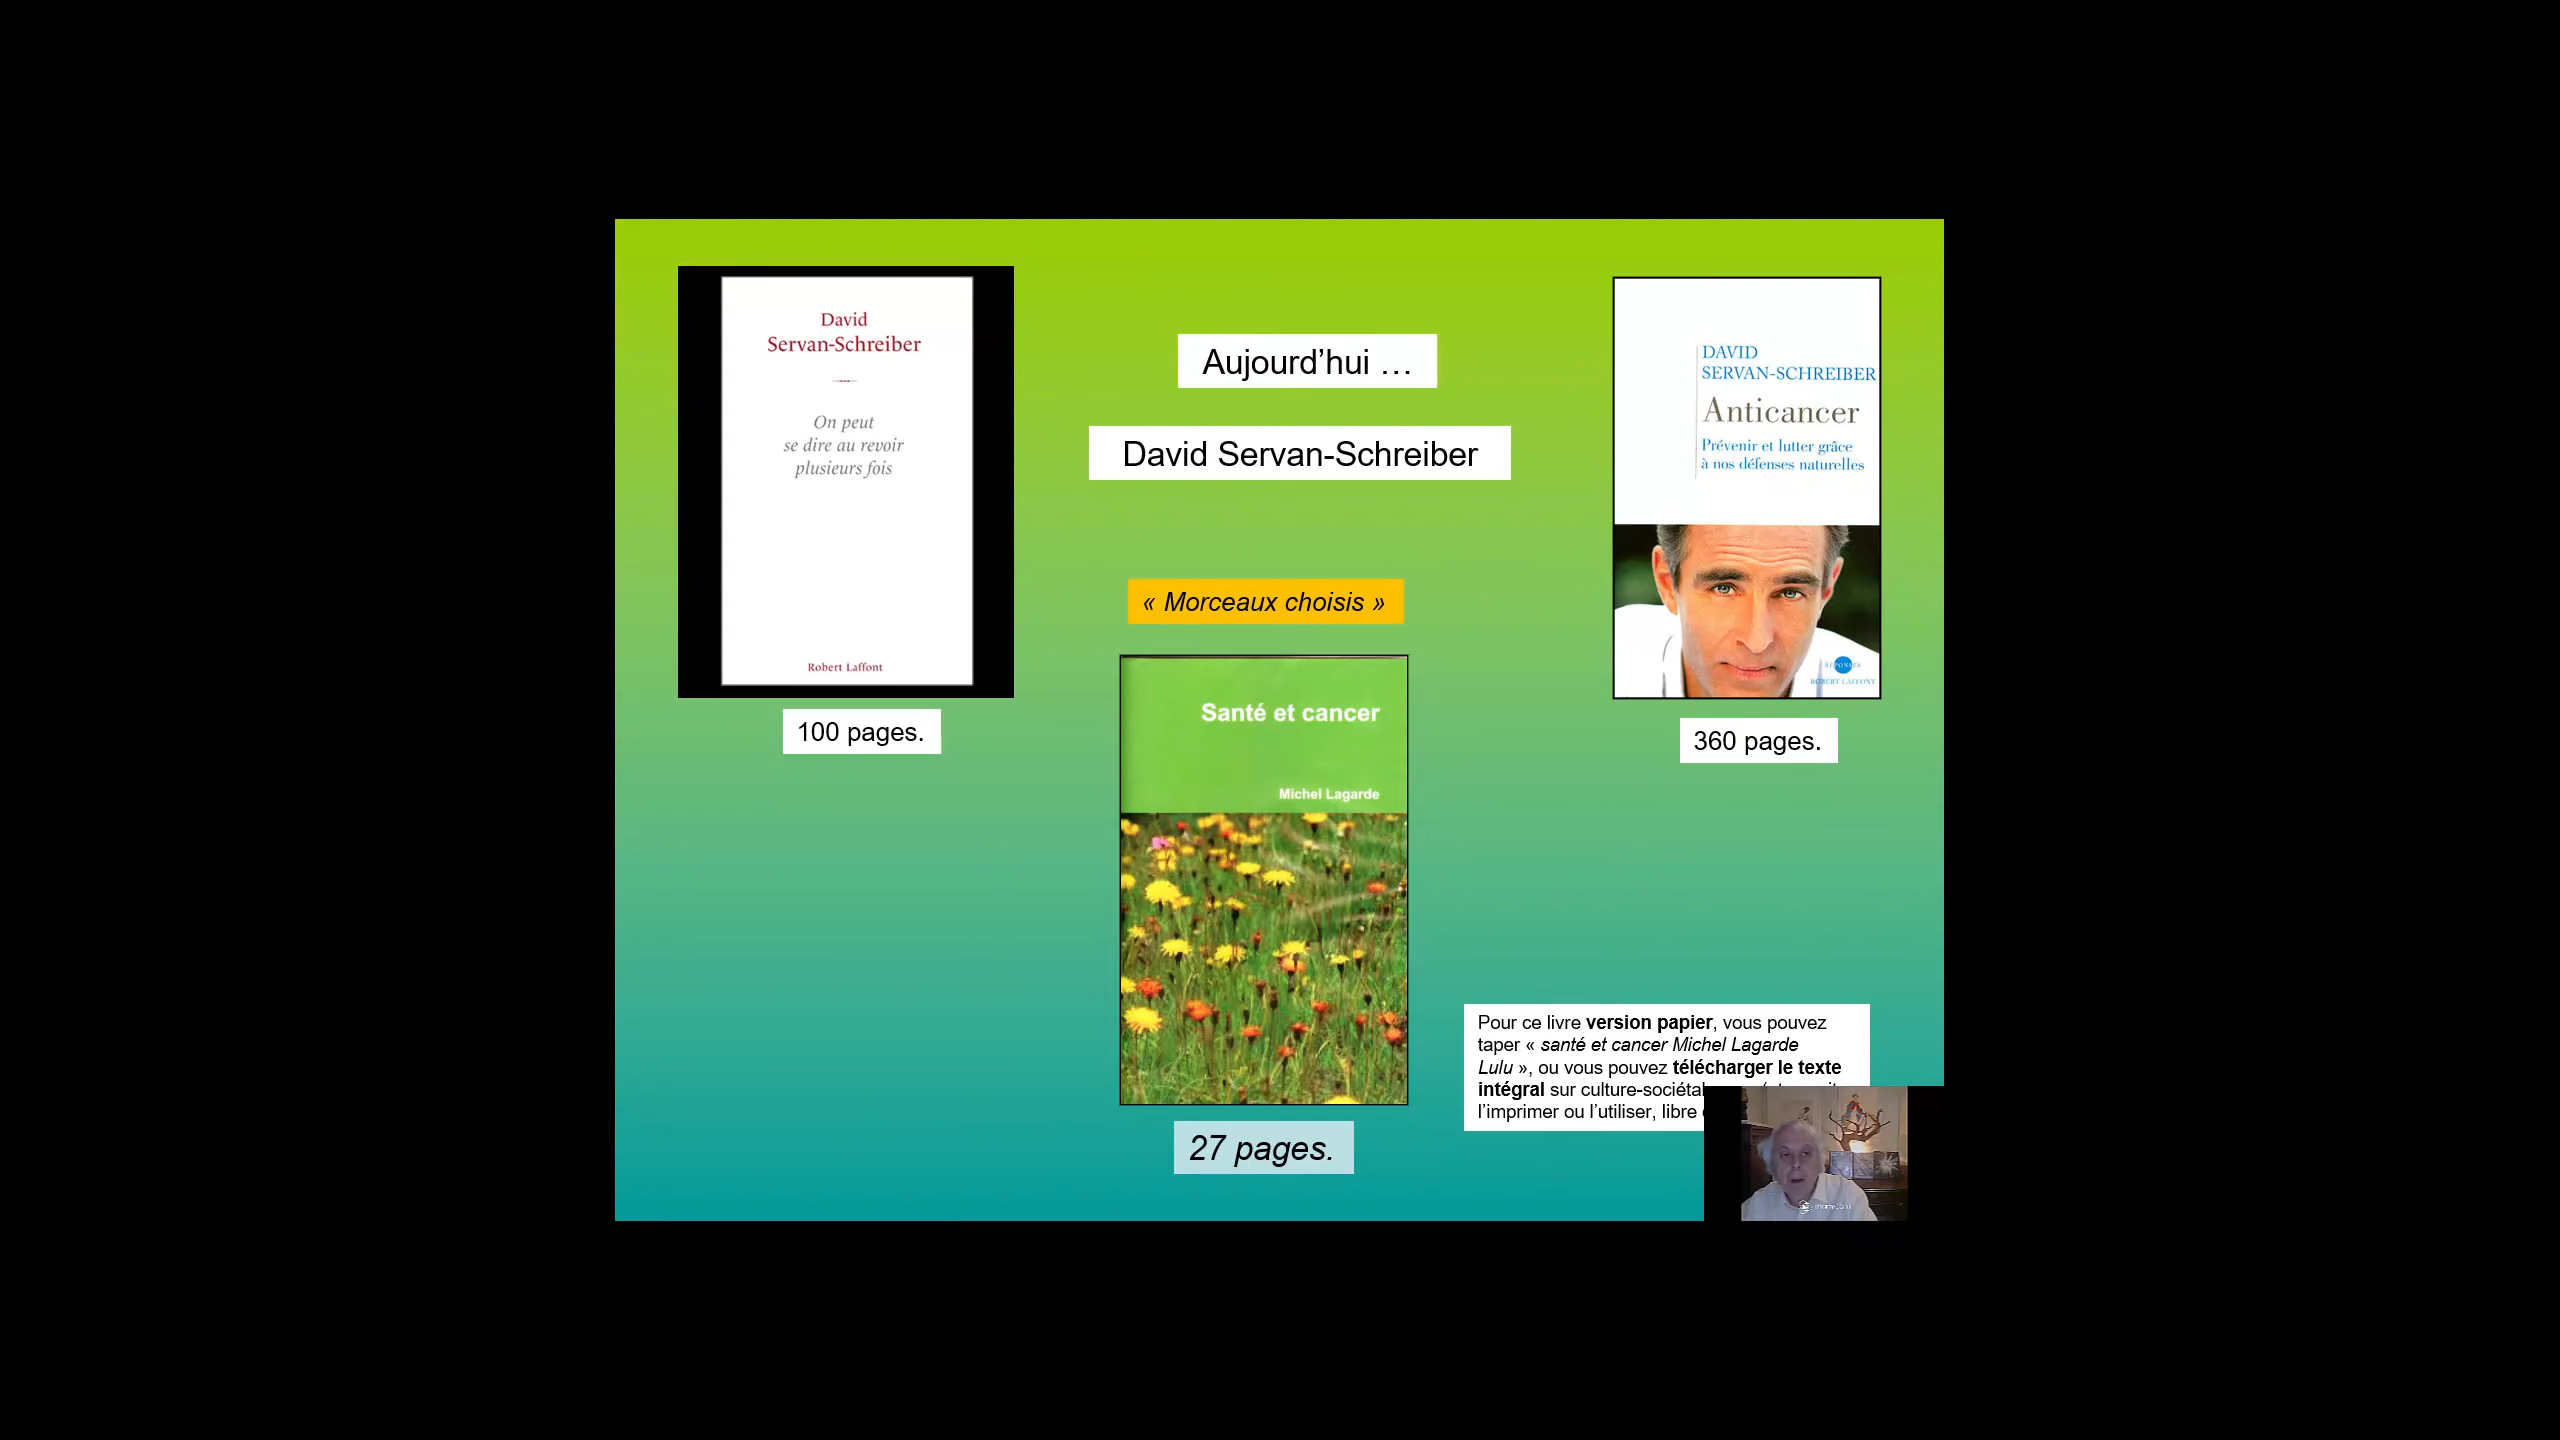 David
Servan-Schreiber
On peut
se dire au revoir
plusieurs fois
Robert Laffont
100 pages.
Aujourd’hui …
David Servan-Schreiber
« Morceaux choisis »
Santé et cancer
Michel Lagarde
27 pages.
DAVID
SERVAN-SCHREIBER
Anticancer
Prévenir et lutter grâce
à nos défenses naturelles
RÉPONSES
ROBERT LAFFONT
360 pages.
Pour ce livre version papier, vous pouvez
taper « santé et cancer Michel Lagarde
Lulu », ou vous pouvez télécharger le texte
intégral sur
l’imprimer ou l’utiliser, libre